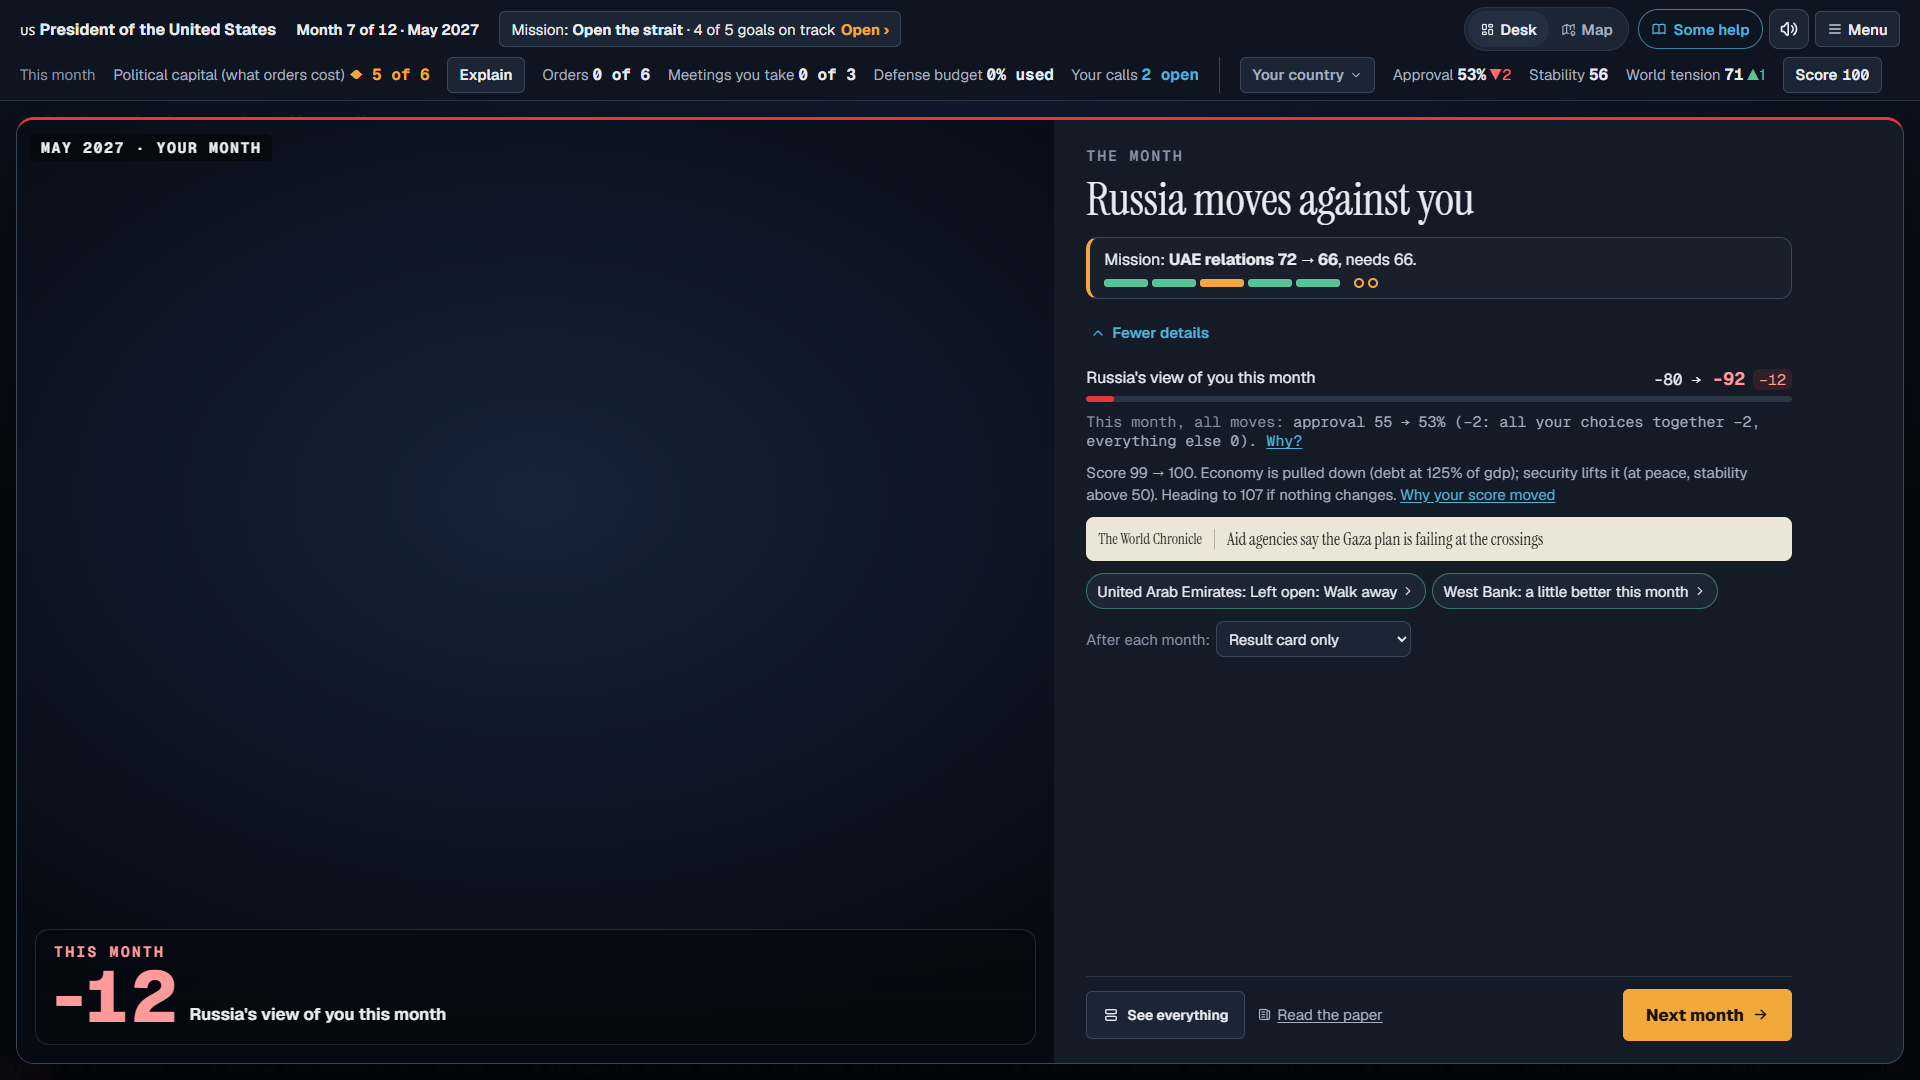 US President of the United States
Month 7 of 12 · May 2027
Mission: Open the strait · 4 of 5 goals on track Open ›
Desk
Map
Some help
Menu
This month
Political capital (what orders cost) ◆ 5 of 6
Explain
Orders 0 of 6
Meetings you take 0 of 3
Defense budget 0% used
Your calls 2 open
Your country
Approval 53% ▼2
Stability 56
World tension 71 ▲1
Score 100
MAY 2027 · YOUR MONTH
THIS MONTH
-12 Russia's view of you this month
THE MONTH
Russia moves against you
Mission: UAE relations 72 → 66, needs 66.
Fewer details
Russia's view of you this month
-80 → -92 -12
This month, all moves: approval 55 → 53% (-2: all your choices together -2,
everything else 0). Why?
Score 99 → 100. Economy is pulled down (debt at 125% of gdp); security lifts it (at peace, stability
above 50). Heading to 107 if nothing changes. Why your score moved
The World Chronicle
Aid agencies say the Gaza plan is failing at the crossings
United Arab Emirates: Left open: Walk away ›
West Bank: a little better this month ›
After each month: Result card only
See everything
Read the paper
Next month →